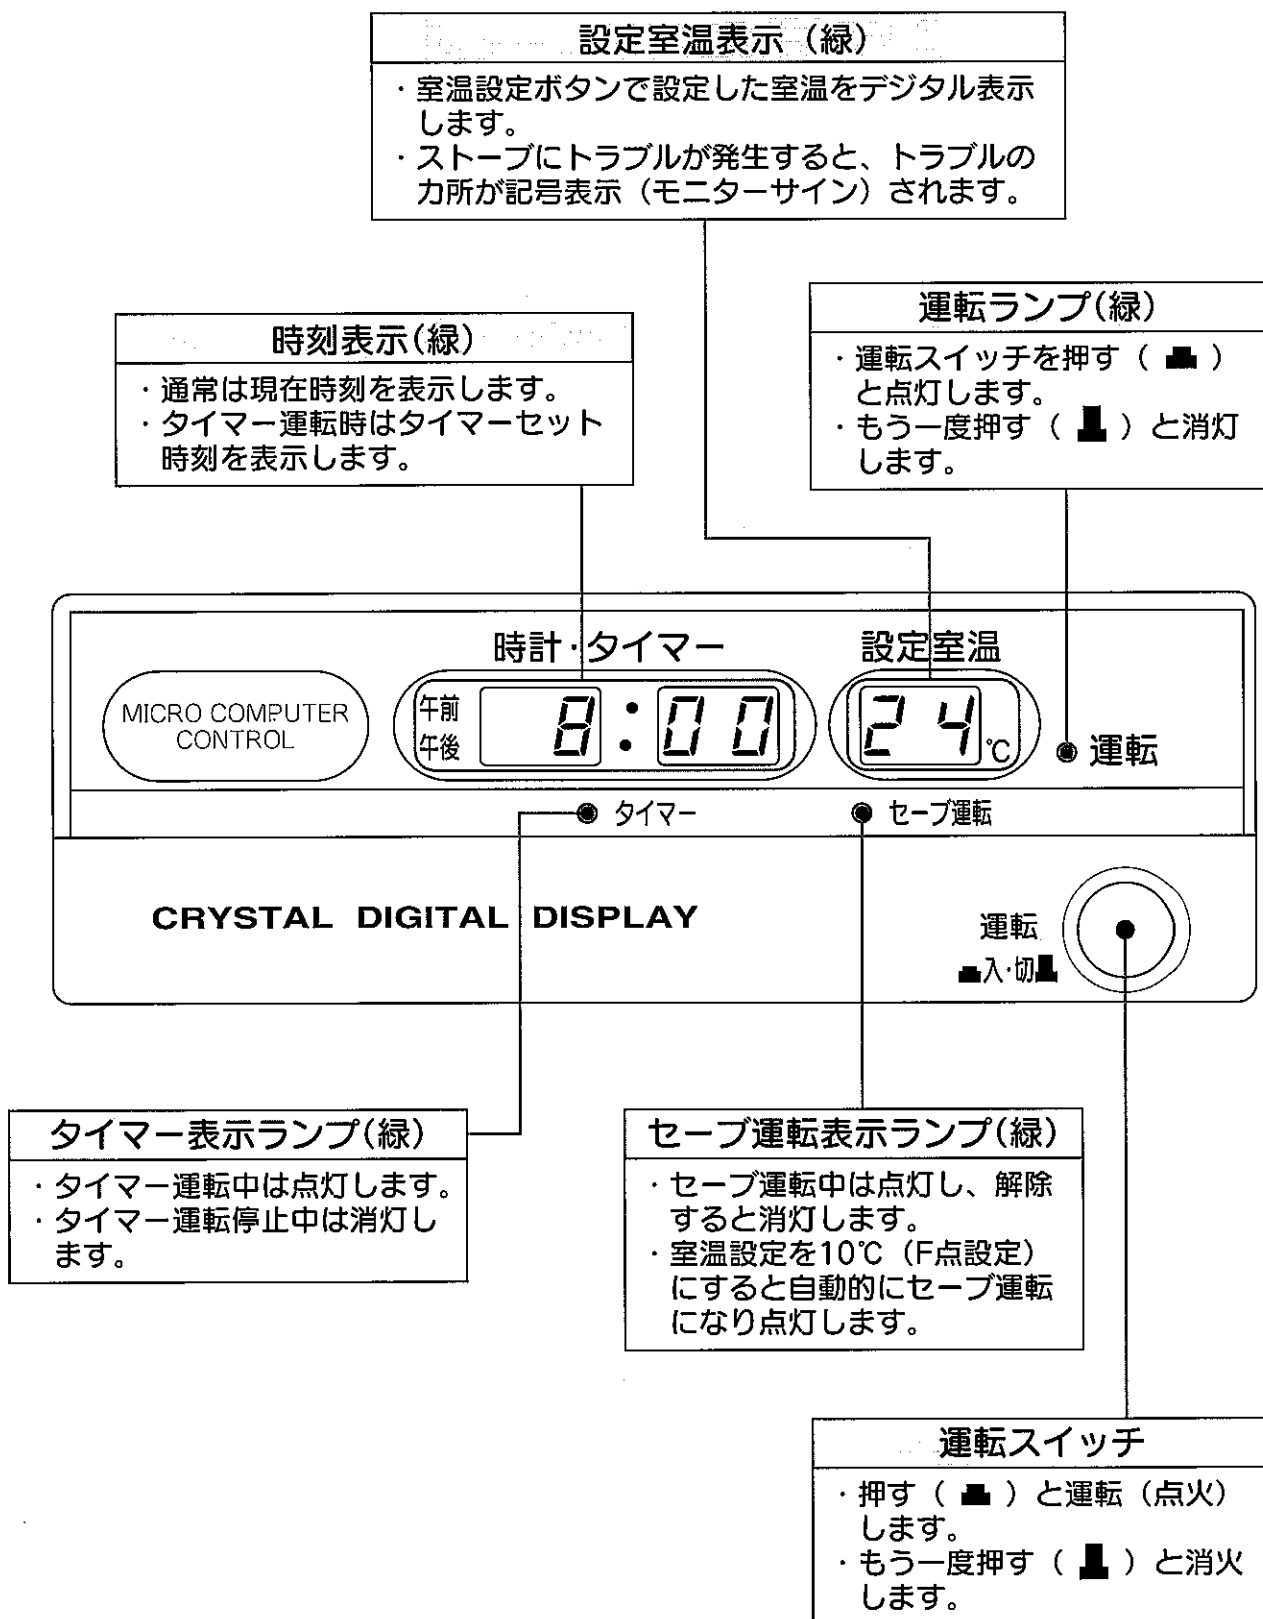 設定室温表示（緑）
・室温設定ボタンで設定した室温をデジタル表示
します。
・ストーブにトラブルが発生すると、トラブルの
カ所が記号表示（モニターサイン）されます。
運転ランプ(緑)
・運転スイッチを押す（ ）
と点灯します。
・もう一度押す（ ）と消灯
します。
時刻表示(緑)
・通常は現在時刻を表示します。
・タイマー運転時はタイマーセット
時刻を表示します。
時計・タイマー
設定室温
MICRO COMPUTER
CONTROL
午前
午後
8:00
24
℃
運転
タイマー
セーブ運転
CRYSTAL DIGITAL DISPLAY
運転
入・切
タイマー表示ランプ(緑)
・タイマー運転中は点灯します。
・タイマー運転停止中は消灯し
ます。
セーブ運転表示ランプ(緑)
・セーブ運転中は点灯し、解除
すると消灯します。
・室温設定を10℃（F点設定）
にすると自動的にセーブ運転
になり点灯します。
運転スイッチ
・押す（ ）と運転（点火）
します。
・もう一度押す（ ）と消火
します。